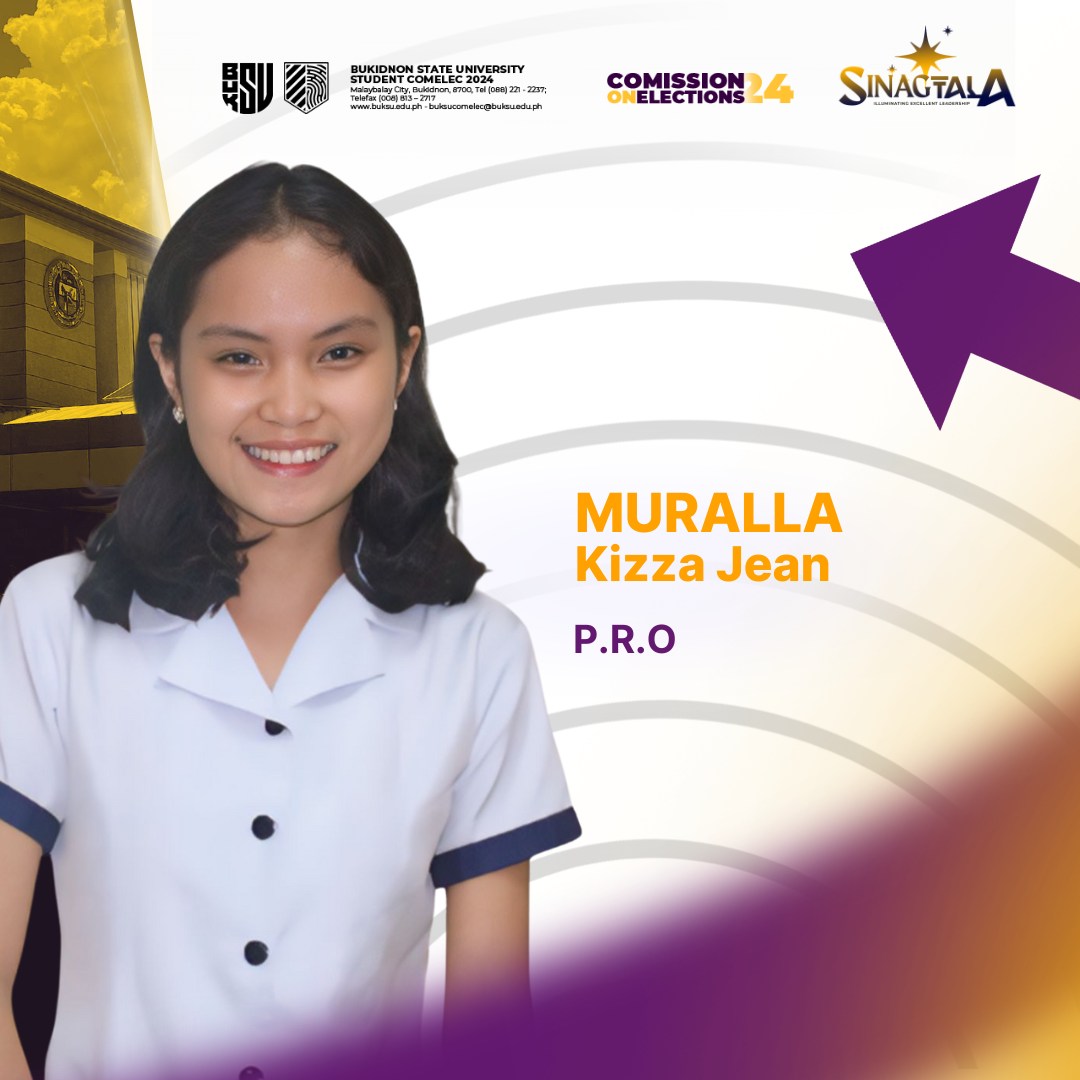 BUKSU
BUKIDNON STATE UNIVERSITY
STUDENT COMELEC 2024
Malaybalay City, Bukidnon, 8700, Tel (088) 221 - 2237;
Telefax (008) 813 – 2717
www.buksu.edu.ph - buksucomelec@buksu.edu.ph
COMISSION
ONELECTIONS24
SINAGTALA
ILLUMINATING EXCELLENT LEADERSHIP
MURALLA
Kizza Jean
P.R.O